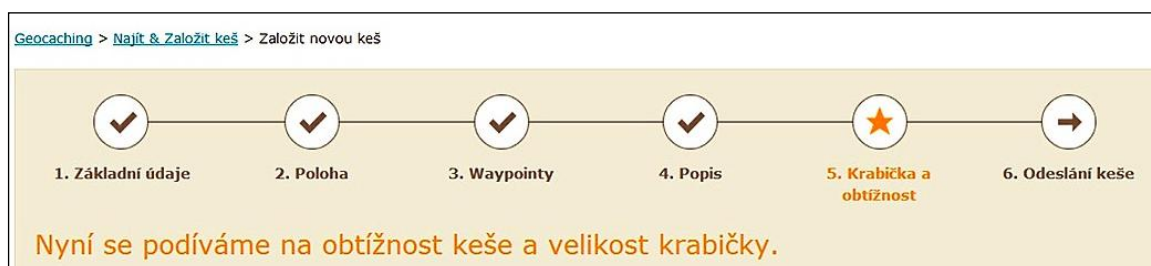 Geocaching > Najít & Založit keš > Založit novou keš
1. Základní údaje
2. Poloha
3. Waypointy
4. Popis
5. Krabička a
obtížnost
6. Odeslání keše
Nyní se podíváme na obtížnost keše a velikost krabičky.